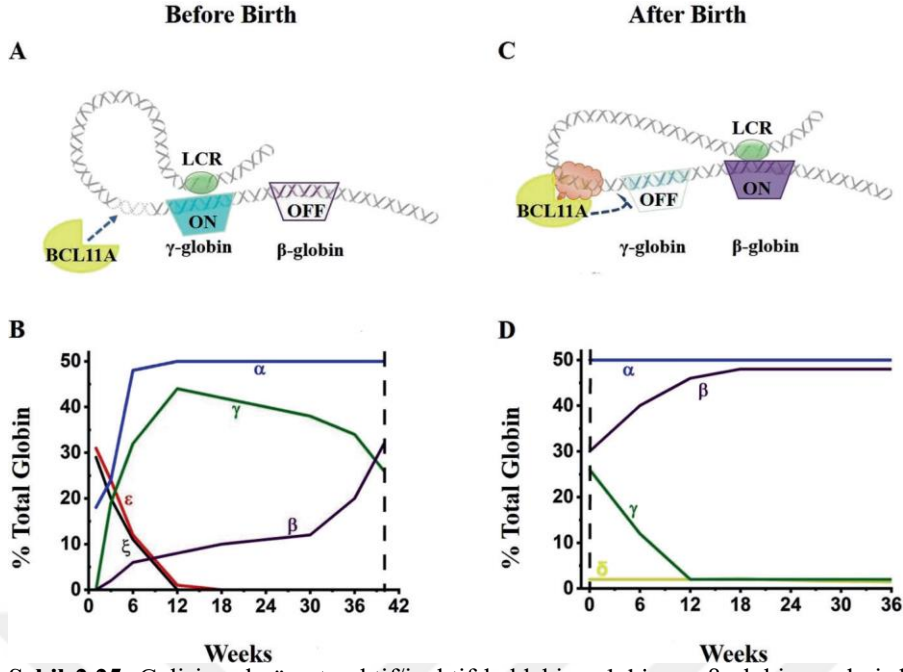 Before Birth
After Birth
A
C
LCR
LCR
ON
OFF
OFF
ON
BCL11A
γ-globin
β-globin
BCL11A
γ-globin
β-globin
B
D
% Total Globin
50
40
30
20
10
0
α
γ
ε
ξ
β
0 6 12 18 24 30 36 42
Weeks
% Total Globin
50
40
30
20
10
0
α
β
γ
δ
0 6 12 18 24 30 36
Weeks